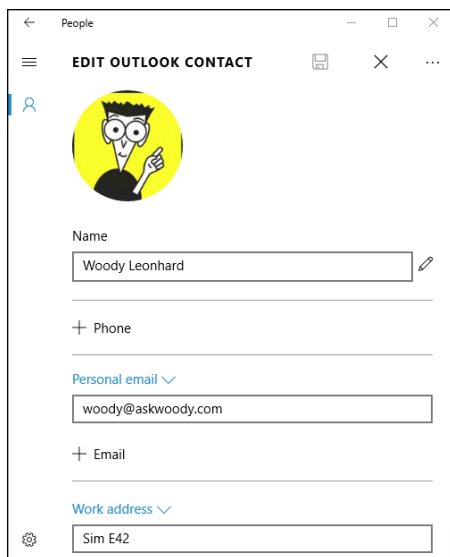 People
EDIT OUTLOOK CONTACT
Name
Woody Leonhard
Phone
Personal email
woody@askwoody.com
Email
Work address
Sim E42